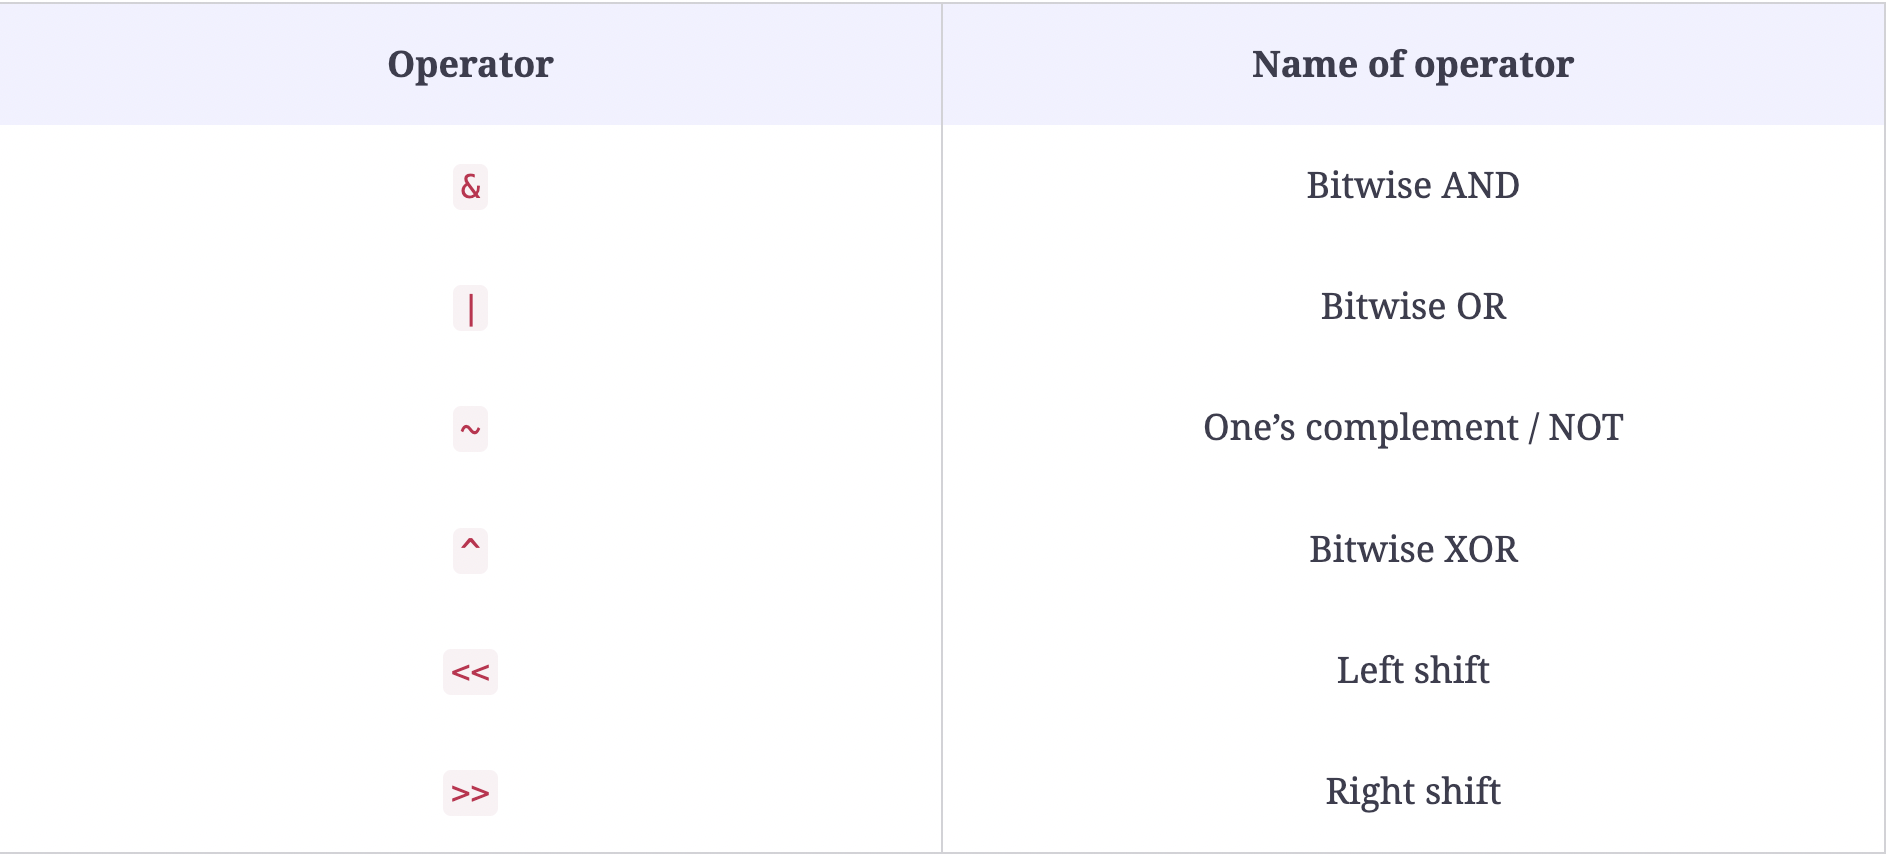 Operator Name of operator
& Bitwise AND
| Bitwise OR
~ One’s complement / NOT
^ Bitwise XOR
<< Left shift
>> Right shift